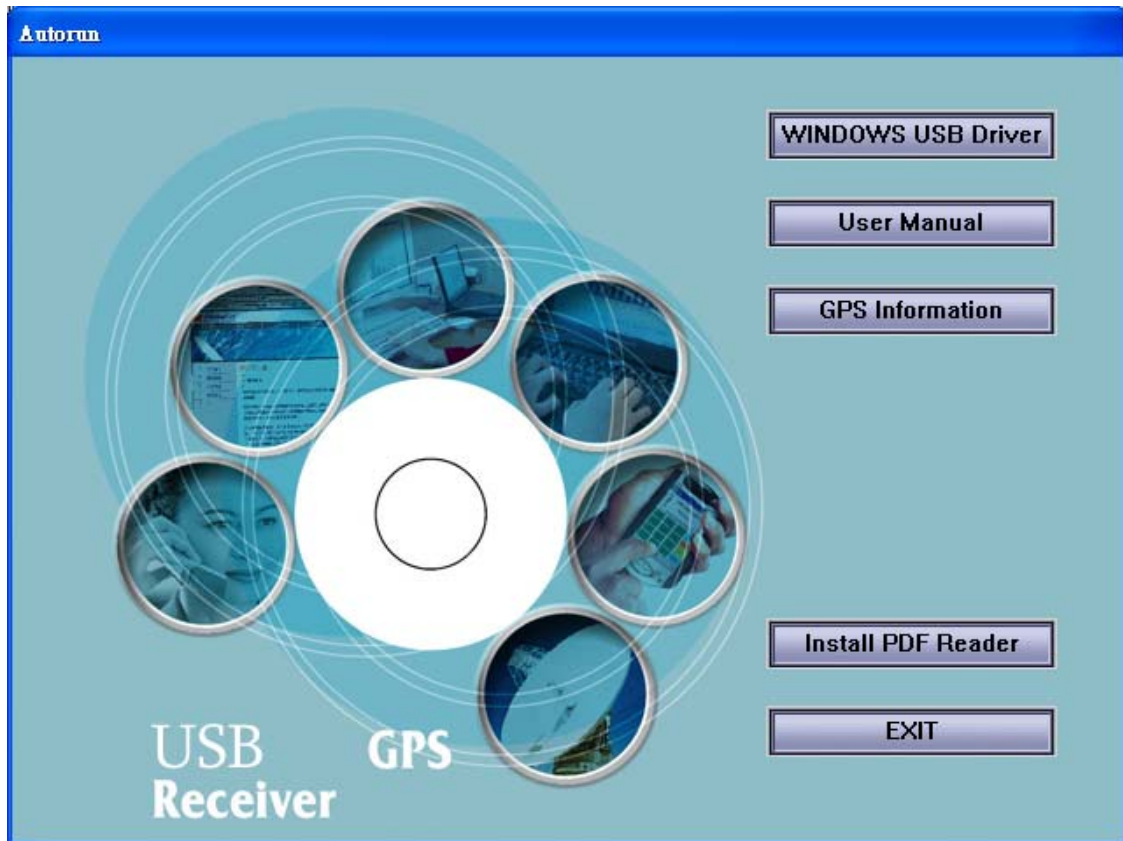 Autorun
WINDOWS USB Driver
User Manual
GPS Information
Install PDF Reader
EXIT
USB GPS
Receiver